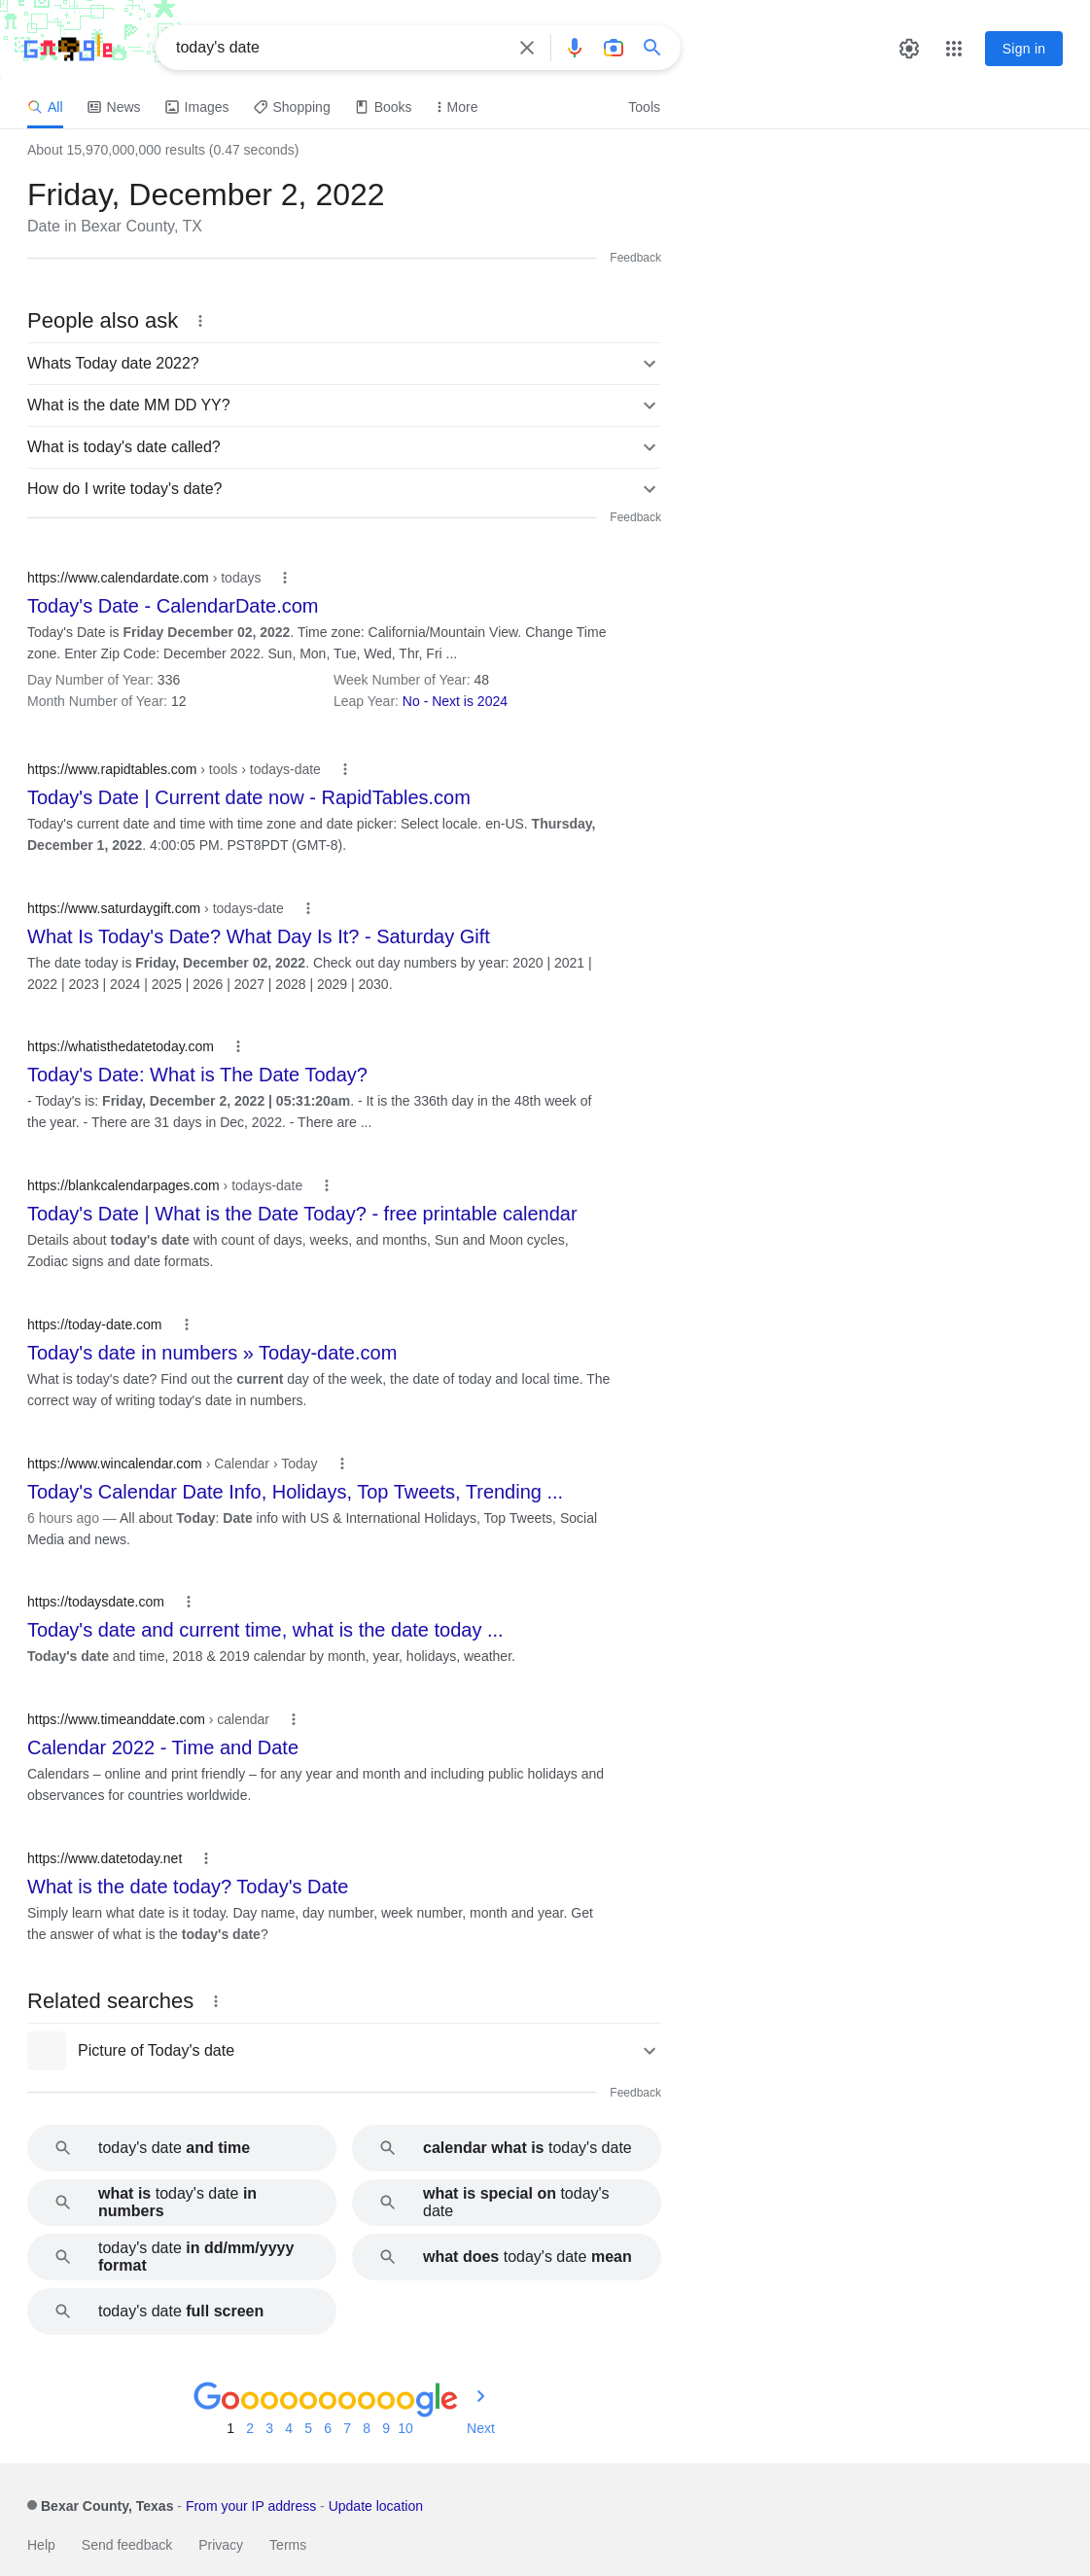 Google
today's date
Sign in
All
News
Images
Shopping
Books
More
Tools
About 15,970,000,000 results (0.47 seconds)
Friday, December 2, 2022
Date in Bexar County, TX
Feedback
People also ask
Whats Today date 2022?
What is the date MM DD YY?
What is today's date called?
How do I write today's date?
Feedback
https://www.calendardate.com › todays
Today's Date - CalendarDate.com
Today's Date is Friday December 02, 2022. Time zone: California/Mountain View. Change Time
zone. Enter Zip Code: December 2022. Sun, Mon, Tue, Wed, Thr, Fri ...
Day Number of Year: 336
Week Number of Year: 48
Month Number of Year: 12
Leap Year: No - Next is 2024
https://www.rapidtables.com › tools › todays-date
Today's Date | Current date now - RapidTables.com
Today's current date and time with time zone and date picker: Select locale. en-US. Thursday,
December 1, 2022. 4:00:05 PM. PST8PDT (GMT-8).
https://www.saturdaygift.com › todays-date
What Is Today's Date? What Day Is It? - Saturday Gift
The date today is Friday, December 02, 2022. Check out day numbers by year: 2020 | 2021 |
2022 | 2023 | 2024 | 2025 | 2026 | 2027 | 2028 | 2029 | 2030.
https://whatisthedatetoday.com
Today's Date: What is The Date Today?
- Today's is: Friday, December 2, 2022 | 05:31:20am. - It is the 336th day in the 48th week of
the year. - There are 31 days in Dec, 2022. - There are ...
https://blankcalendarpages.com › todays-date
Today's Date | What is the Date Today? - free printable calendar
Details about today's date with count of days, weeks, and months, Sun and Moon cycles,
Zodiac signs and date formats.
https://today-date.com
Today's date in numbers » Today-date.com
What is today's date? Find out the current day of the week, the date of today and local time. The
correct way of writing today's date in numbers.
https://www.wincalendar.com › Calendar › Today
Today's Calendar Date Info, Holidays, Top Tweets, Trending ...
6 hours ago — All about Today: Date info with US & International Holidays, Top Tweets, Social
Media and news.
https://todaysdate.com
Today's date and current time, what is the date today ...
Today's date and time, 2018 & 2019 calendar by month, year, holidays, weather.
https://www.timeanddate.com › calendar
Calendar 2022 - Time and Date
Calendars – online and print friendly – for any year and month and including public holidays and
observances for countries worldwide.
https://www.datetoday.net
What is the date today? Today's Date
Simply learn what date is it today. Day name, day number, week number, month and year. Get
the answer of what is the today's date?
Related searches
Picture of Today's date
Feedback
today's date and time
calendar what is today's date
what is today's date in
numbers
what is special on today's
date
today's date in dd/mm/yyyy
format
what does today's date mean
today's date full screen
Goooooooooogle
1 2 3 4 5 6 7 8 9 10 Next
Bexar County, Texas - From your IP address - Update location
Help Send feedback Privacy Terms